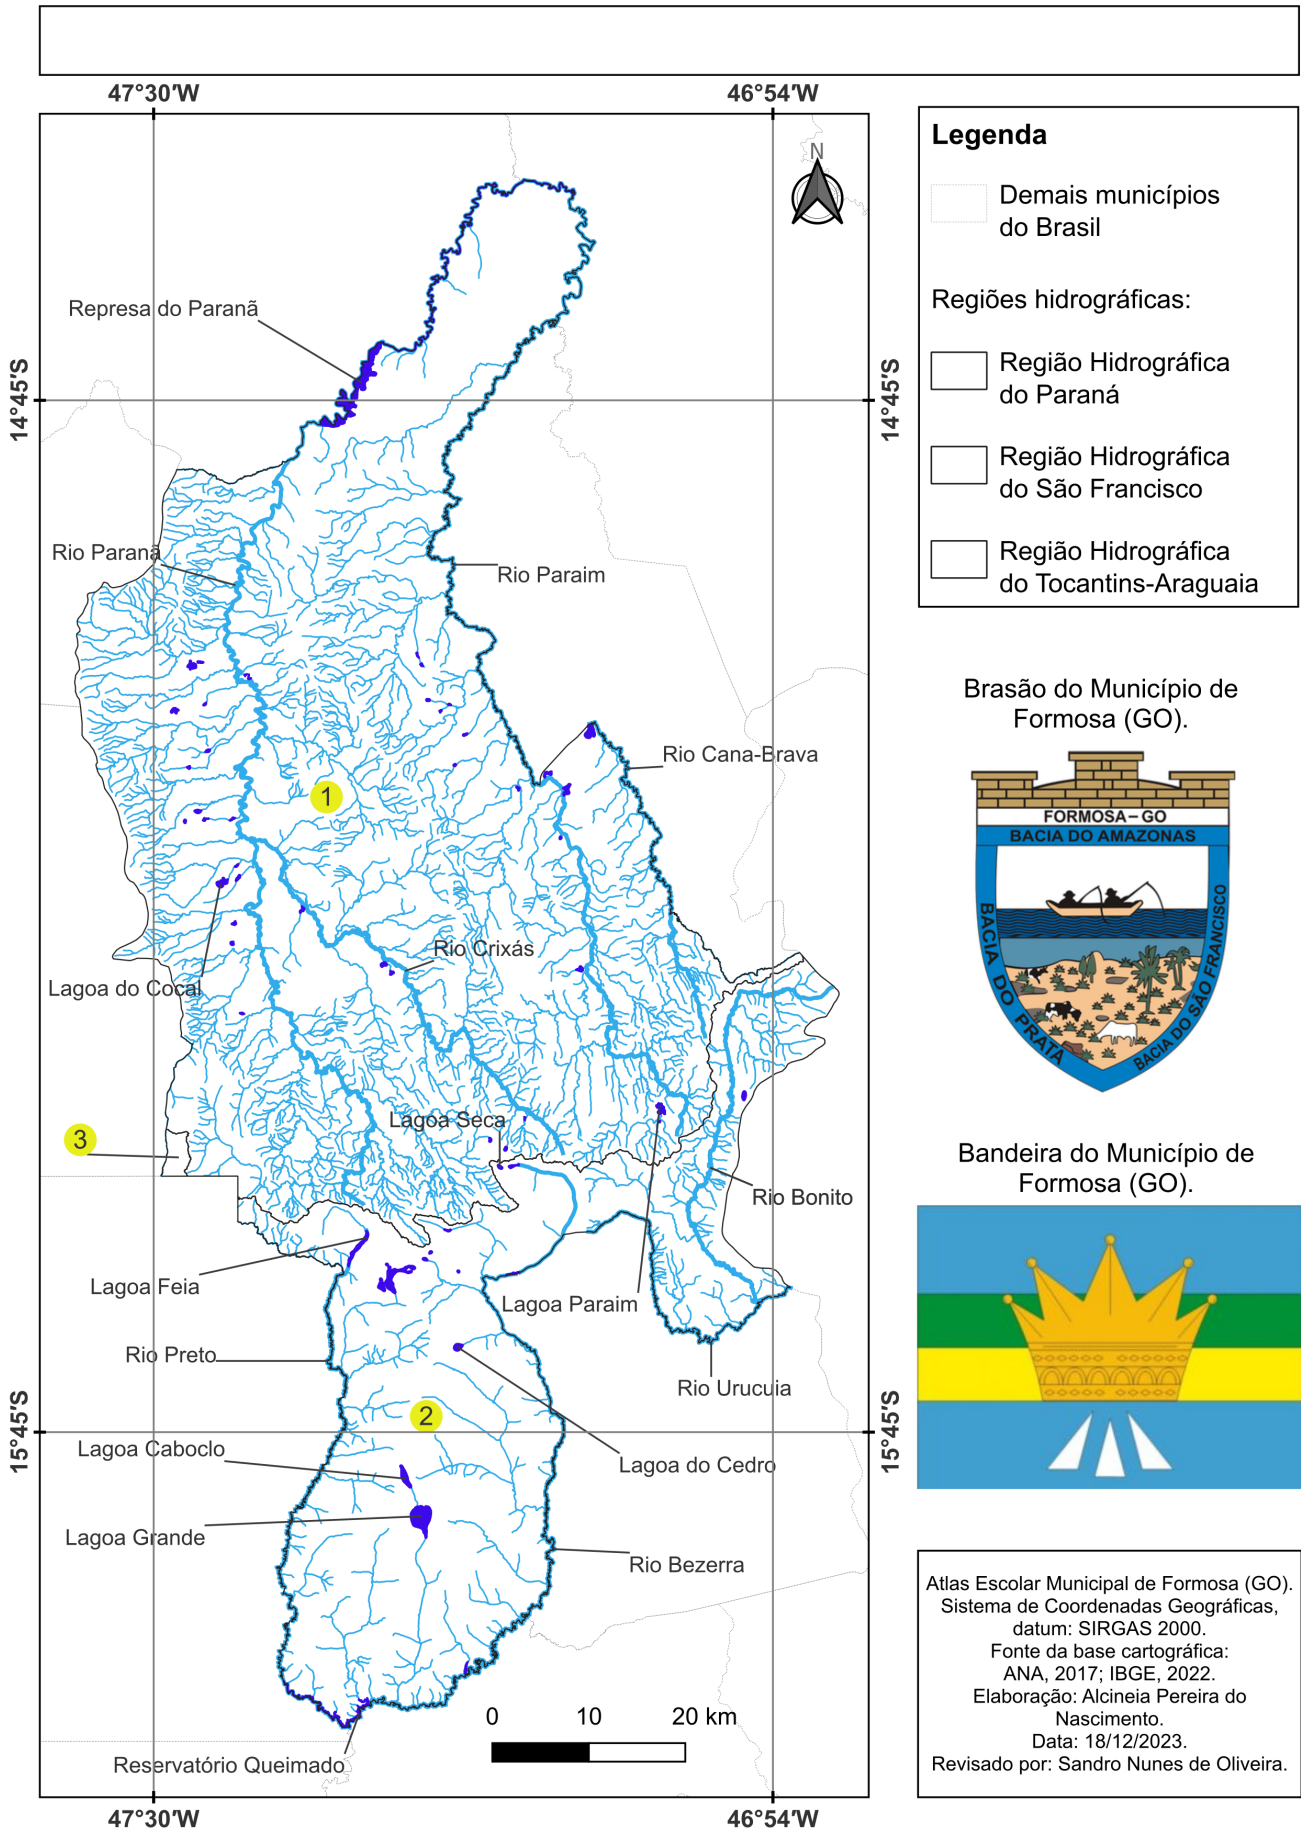 47°30'W
46°54'W
N
14°45'S
14°45'S
Represa do Paranã
Rio Paranã
Rio Paraim
Rio Cana-Brava
1
Rio Crixás
Lagoa do Cocal
Lagoa Seca
3
Rio Bonito
Lagoa Feia
Lagoa Paraim
Rio Preto
Rio Urucuia
2
15°45'S
15°45'S
Lagoa Caboclo
Lagoa do Cedro
Lagoa Grande
Rio Bezerra
0 10 20 km
Reservatório Queimado
47°30'W
46°54'W
Legenda
Demais municípios
do Brasil
Regiões hidrográficas:
Região Hidrográfica
do Paraná
Região Hidrográfica
do São Francisco
Região Hidrográfica
do Tocantins-Araguaia
Brasão do Município de
Formosa (GO).
FORMOSA–GO
BACIA DO AMAZONAS
BACIA DO PRATA
BACIA DO SÃO FRANCISCO
Bandeira do Município de
Formosa (GO).
Atlas Escolar Municipal de Formosa (GO).
Sistema de Coordenadas Geográficas,
datum: SIRGAS 2000.
Fonte da base cartográfica:
ANA, 2017; IBGE, 2022.
Elaboração: Alcineia Pereira do
Nascimento.
Data: 18/12/2023.
Revisado por: Sandro Nunes de Oliveira.